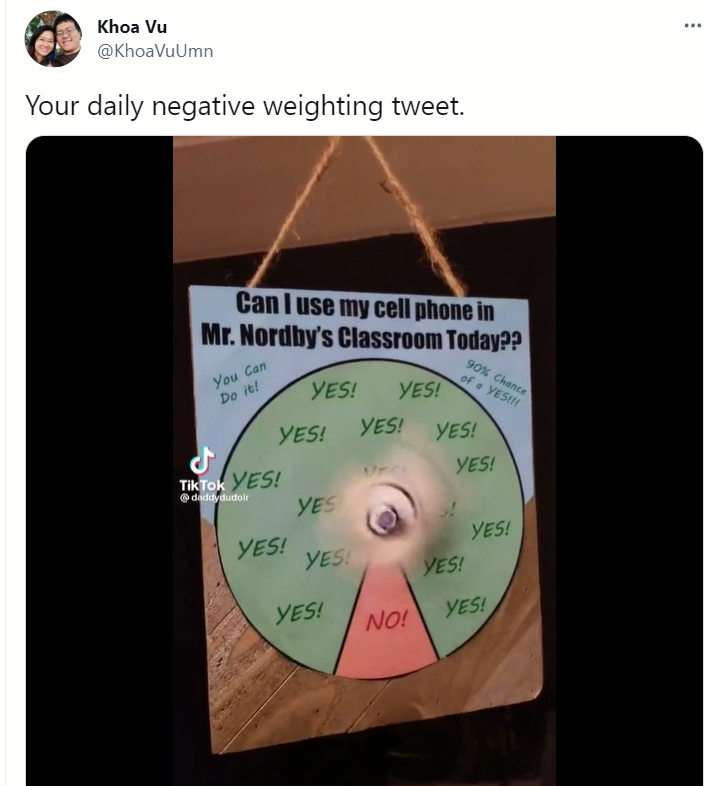 Khoa Vu
@KhoaVuUmn
Your daily negative weighting tweet.
Can I use my cell phone in
Mr. Nordby's Classroom Today??
You Can
Do it!
90% Chance
of a YES!!!
YES! YES!
YES! YES! YES!
YES! YES!
YES!
YES!
YES! YES! YES!
YES! NO! YES!
TikTok
@daddydudoir